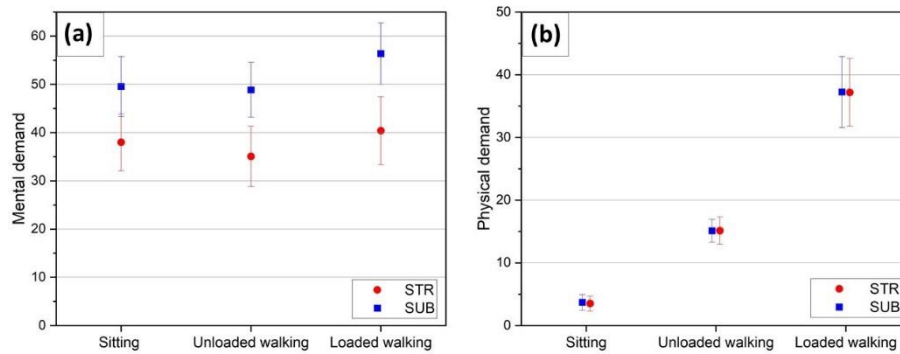 (a)
Mental demand
60
50
40
30
20
10
0
Sitting
Unloaded walking
Loaded walking
STR
SUB
(b)
Physical demand
50
40
30
20
10
0
Sitting
Unloaded walking
Loaded walking
STR
SUB